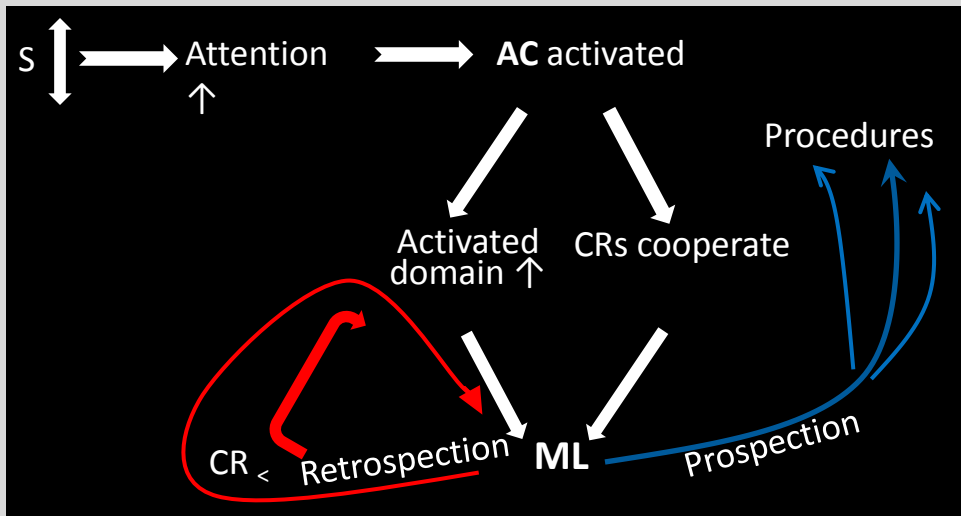 S
Attention
↑
AC activated
Procedures
Activated
domain ↑
CRs cooperate
CR <
Retrospection
ML
Prospection